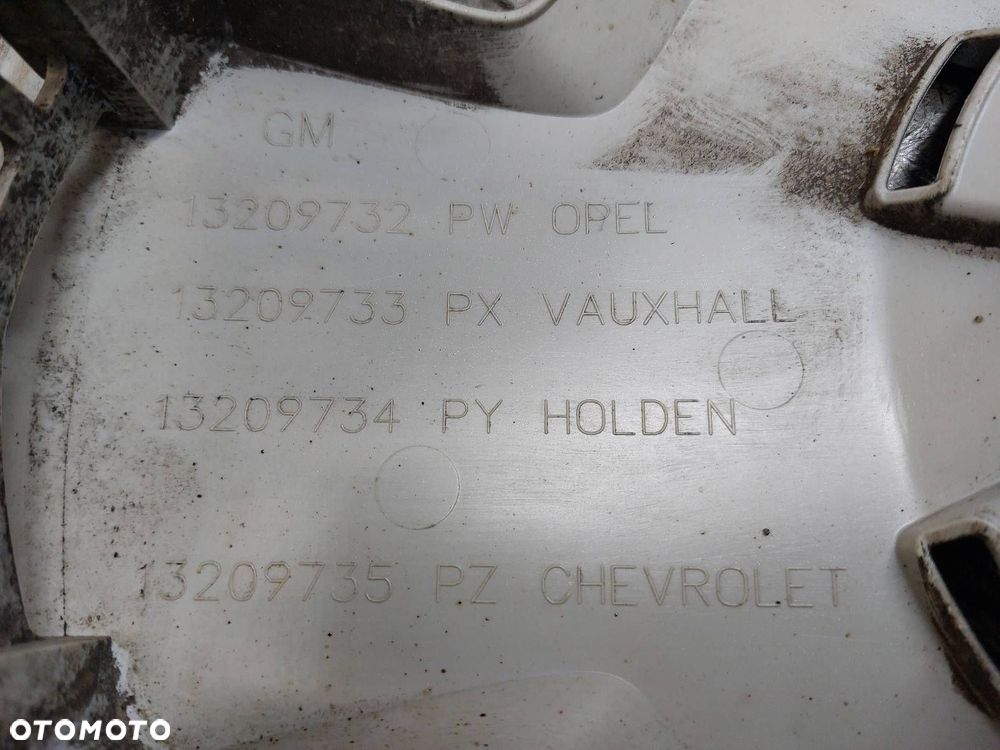 GM
13209732 PW OPEL
13209733 PX VAUXHALL
13209734 PY HOLDEN
13209735 PZ CHEVROLET
OTOMOTO